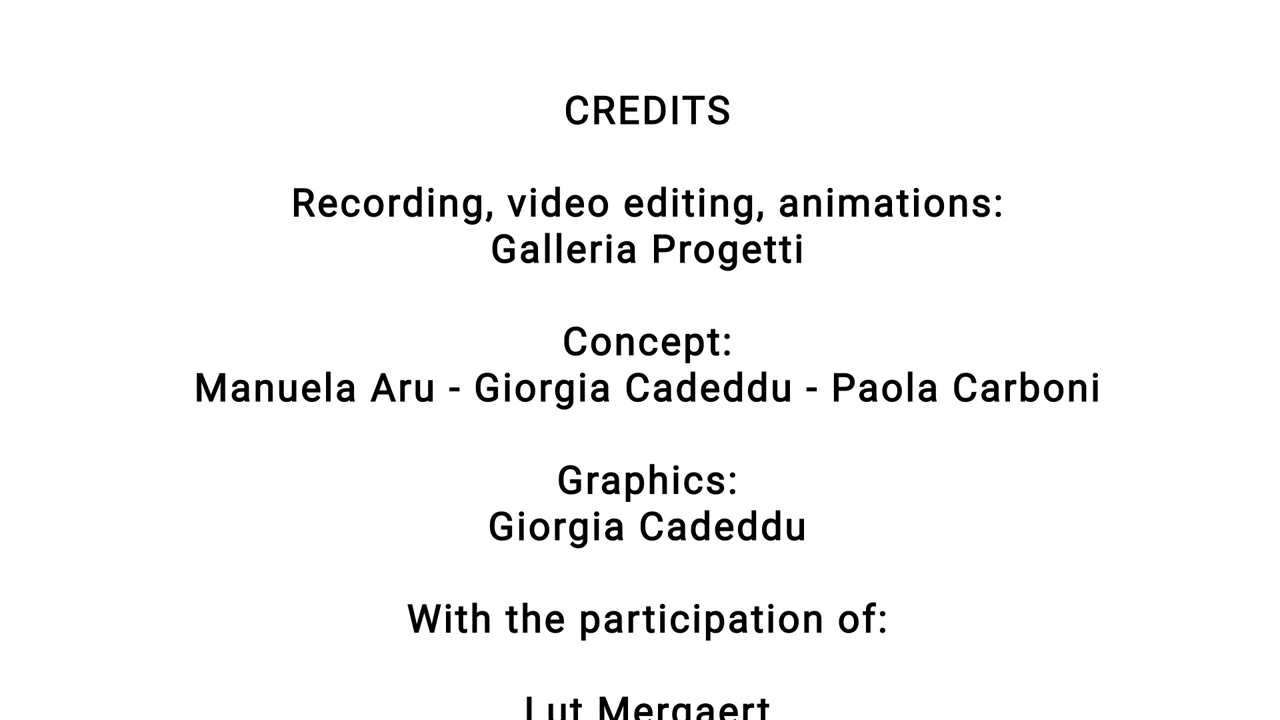 CREDITS
Recording, video editing, animations:
Galleria Progetti
Concept:
Manuela Aru - Giorgia Cadeddu - Paola Carboni
Graphics:
Giorgia Cadeddu
With the participation of:
Lut Mergaert